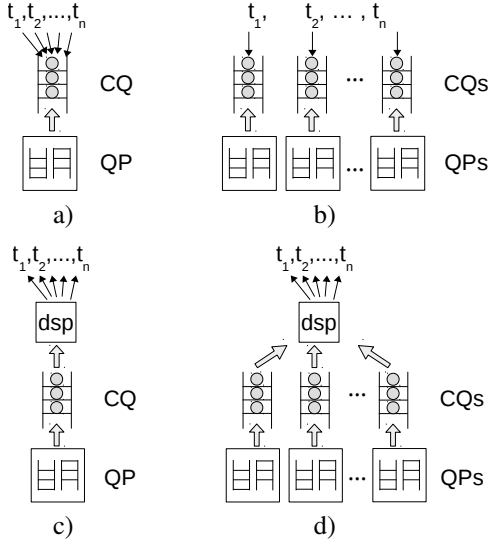 t1,t2,...,tn
CQ
QP
a)
t1, t2, ... , tn
...
CQs
...
QPs
b)
t1,t2,...,tn
dsp
CQ
QP
c)
t1,t2,...,tn
dsp
...
CQs
...
QPs
d)